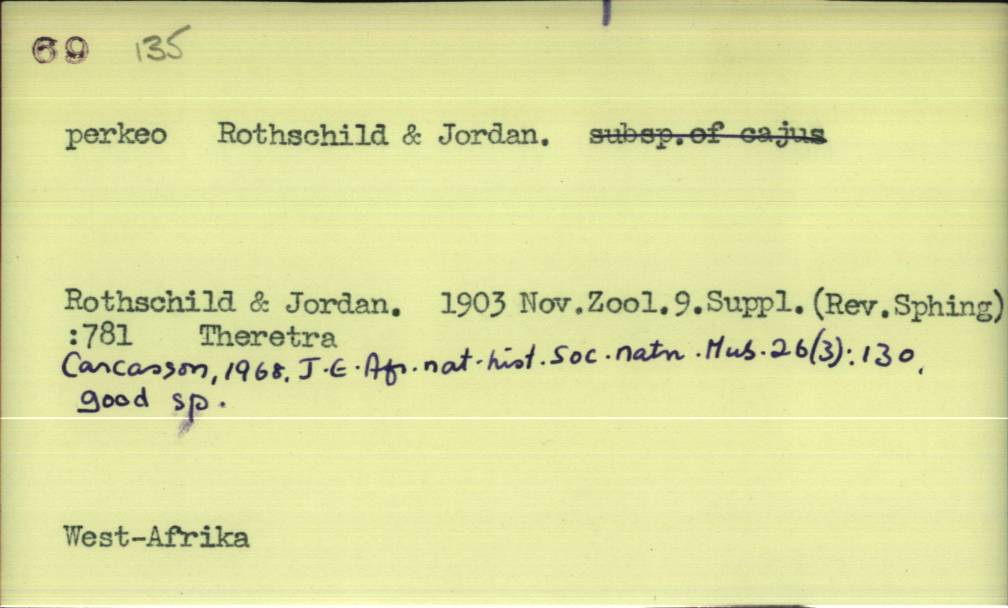 69 135
perkeo Rothschild & Jordan. subsp.of cajus
Rothschild & Jordan. 1903 Nov.Zool.9.Suppl.(Rev.Sphing)
:781 Theretra
Carcasson, 1968. J.E.Afr.nat.hist.Soc.natn.Mus.26(3):130,
good sp.
West-Afrika